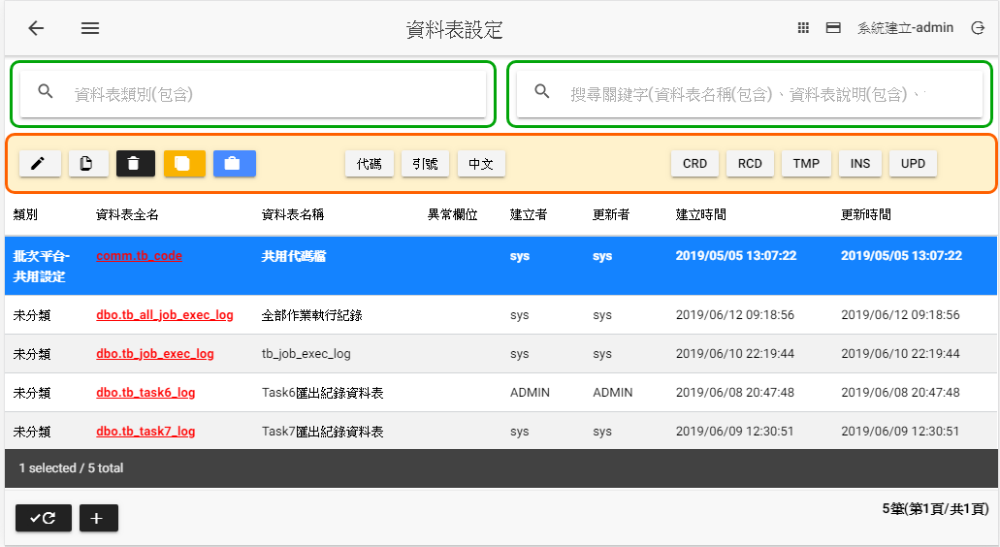 資料表設定
系統建立-admin
資料表類別(包含)
搜尋關鍵字(資料表名稱(包含)、資料表說明(包含)、
代碼 引號 中文 CRD RCD TMP INS UPD
類別 資料表全名 資料表名稱 異常欄位 建立者 更新者 建立時間 更新時間
批次平台-共用設定 comm.tb_code 共用代碼檔 sys sys 2019/05/05 13:07:22 2019/05/05 13:07:22
未分類 dbo.tb_all_job_exec_log 全部作業執行紀錄 sys sys 2019/06/12 09:18:56 2019/06/12 09:18:56
未分類 dbo.tb_job_exec_log tb_job_exec_log sys sys 2019/06/10 22:19:44 2019/06/10 22:19:44
未分類 dbo.tb_task6_log Task6匯出紀錄資料表 ADMIN ADMIN 2019/06/08 20:47:48 2019/06/08 20:47:48
未分類 dbo.tb_task7_log Task7匯出紀錄資料表 sys sys 2019/06/09 12:30:51 2019/06/09 12:30:51
1 selected / 5 total
5筆(第1頁/共1頁)